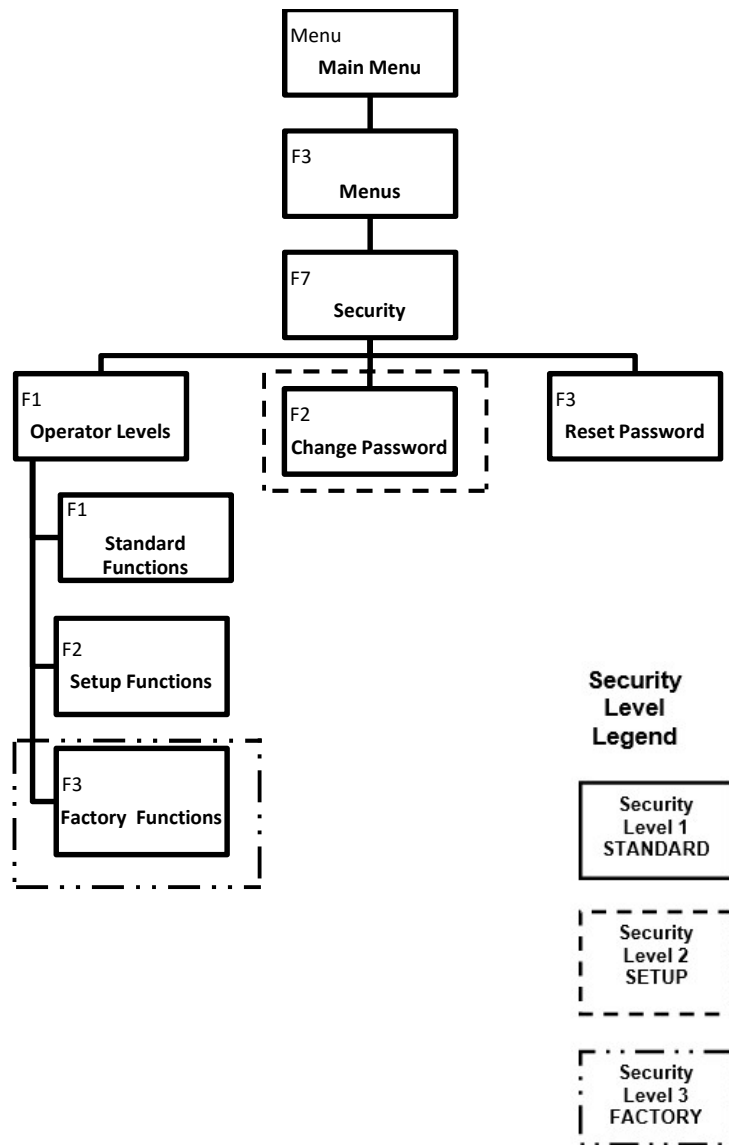 Menu
Main Menu
F3
Menus
F7
Security
F1
Operator Levels
F2
Change Password
F3
Reset Password
F1
Standard
Functions
F2
Setup Functions
F3
Factory Functions
Security
Level
Legend
Security
Level 1
STANDARD
Security
Level 2
SETUP
Security
Level 3
FACTORY